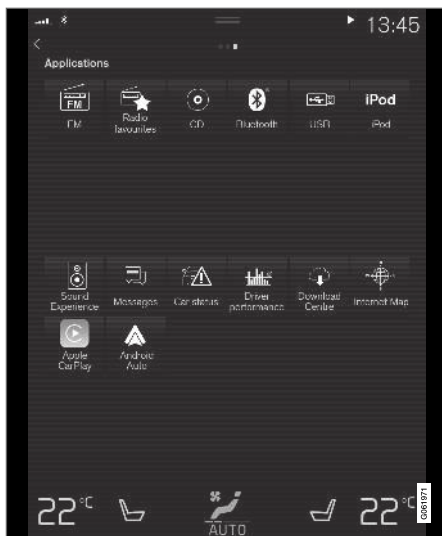 13:45
Applications
FM
iPod
FM
Radio favourites
CD
Bluetooth
USB
iPod
Sound Experience
Messages
Car status
Driver performance
Download Centre
Internet Map
Apple CarPlay
Android Auto
22°C
22°C
AUTO
G061971